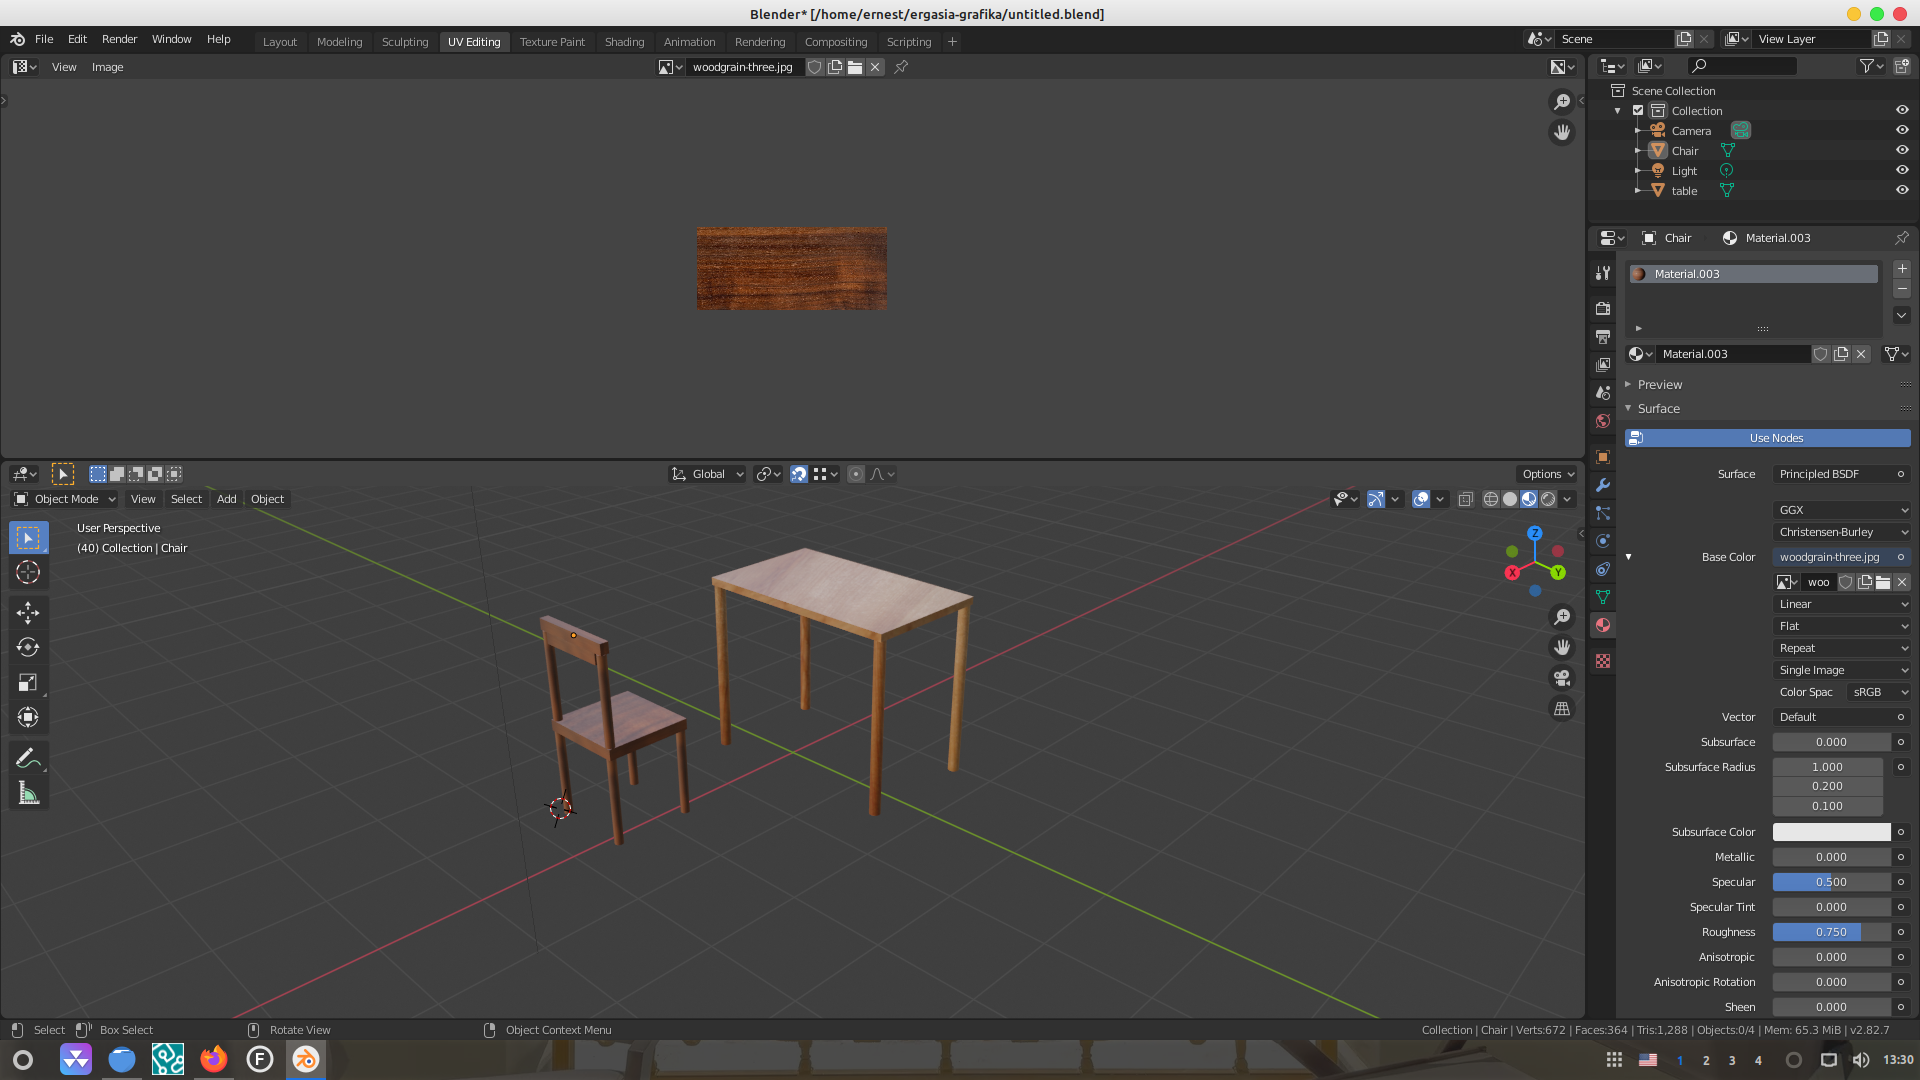 Blender* [/home/ernest/ergasia-grafika/untitled.blend]
File Edit Render Window Help Layout Modeling Sculpting UV Editing Texture Paint Shading Animation Rendering Compositing Scripting + Scene View Layer
View Image woodgrain-three.jpg
Scene Collection
Collection
Camera
Chair
Light
table
Chair Material.003
Material.003
Material.003
Preview
Surface
Use Nodes
Surface Principled BSDF
GGX
Christensen-Burley
Base Color woodgrain-three.jpg
woo
Linear
Flat
Repeat
Single Image
Color Spac sRGB
Vector Default
Subsurface 0.000
Subsurface Radius 1.000
0.200
0.100
Subsurface Color
Metallic 0.000
Specular 0.500
Specular Tint 0.000
Roughness 0.750
Anisotropic 0.000
Anisotropic Rotation 0.000
Sheen 0.000
Global Options
Object Mode View Select Add Object
User Perspective
(40) Collection | Chair
Z
X Y
Select Box Select Rotate View Object Context Menu Collection | Chair | Verts:672 | Faces:364 | Tris:1,288 | Objects:0/4 | Mem: 65.3 MiB | v2.82.7
F 1 2 3 4 13:30